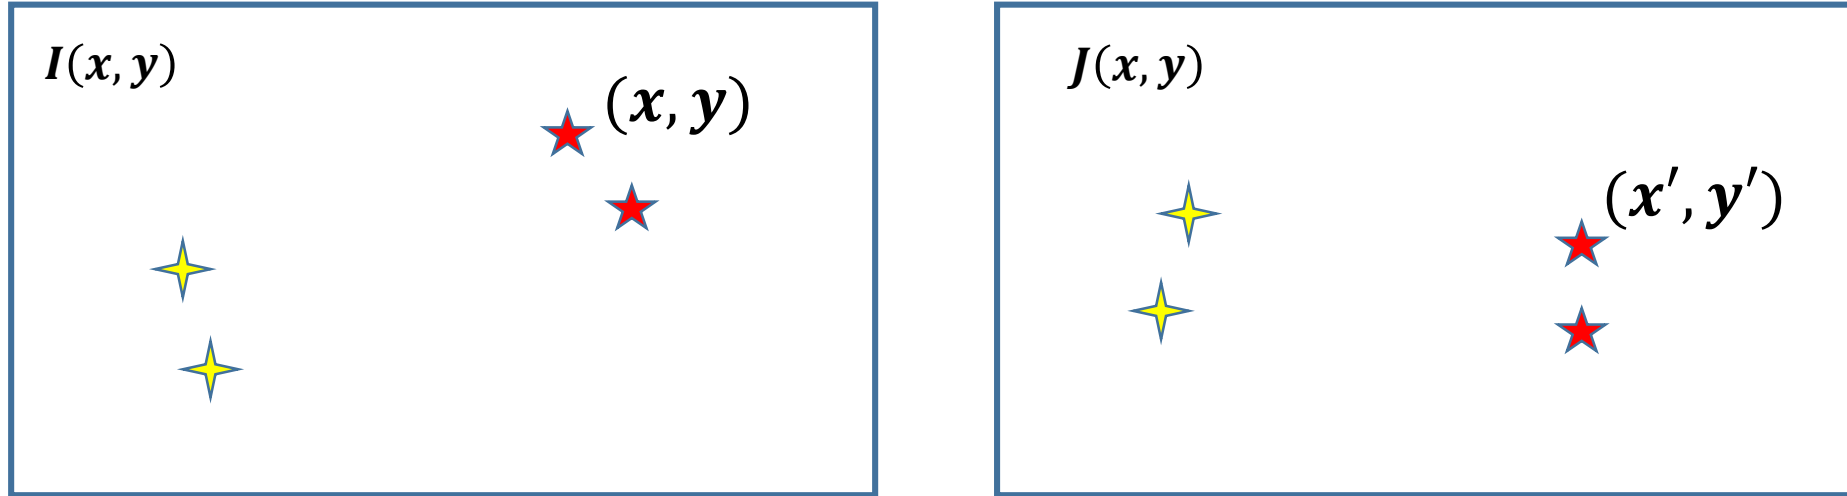 I(x, y)
(x, y)
J(x, y)
(x′, y′)